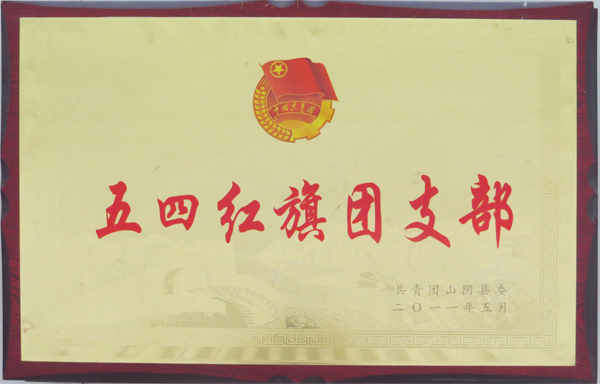 中国共青团
五四红旗团支部
共青团山阴县委
二〇一一年五月